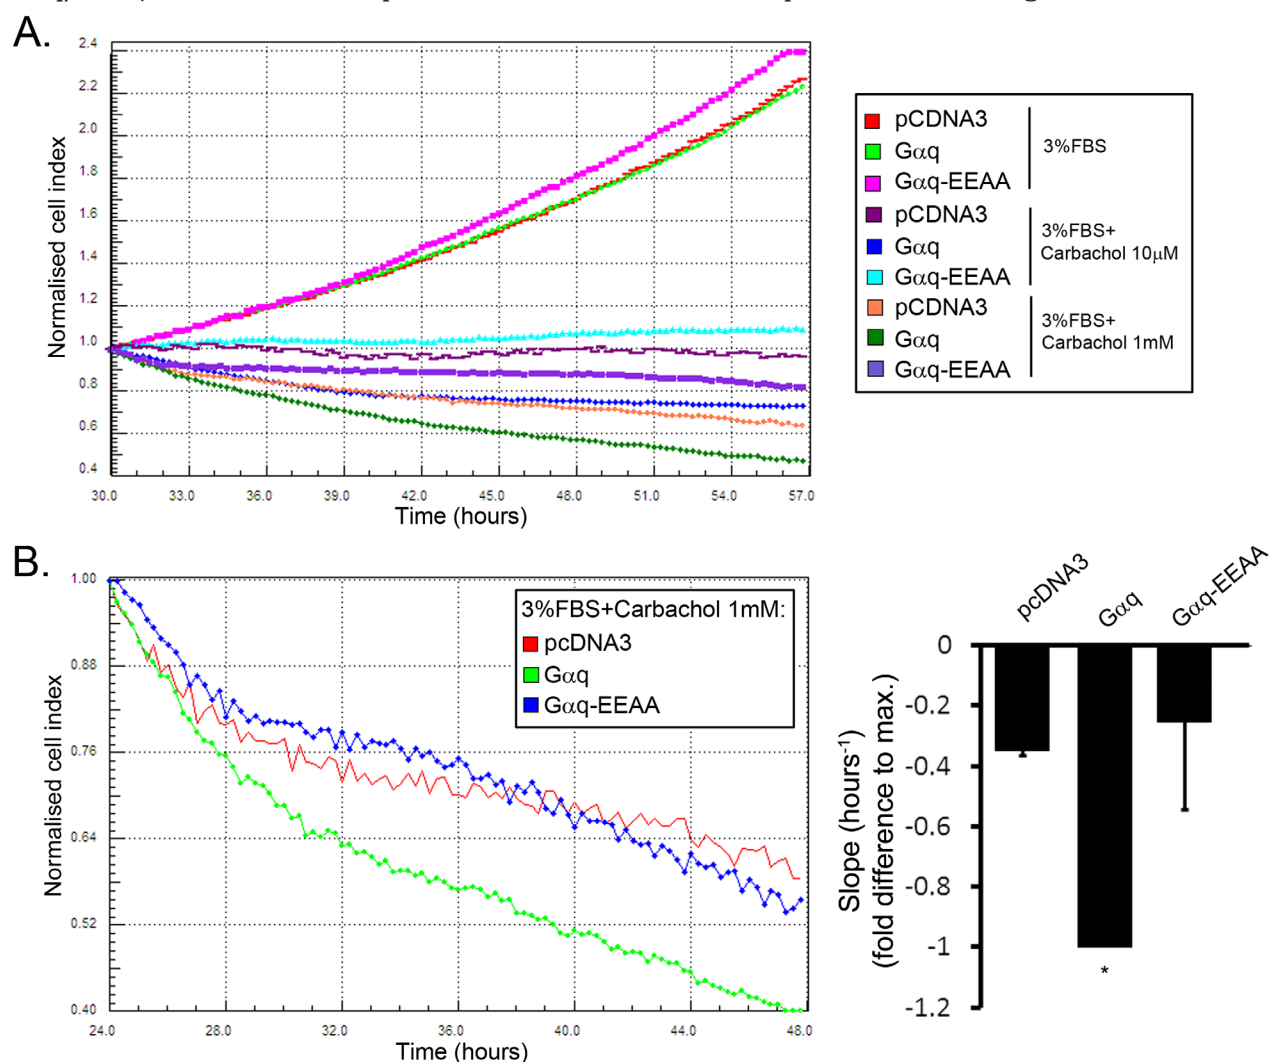 A.
Normalised cell index
2.4
2.2
2.0
1.8
1.6
1.4
1.2
1.0
0.8
0.6
0.4
30.0 33.0 36.0 39.0 42.0 45.0 48.0 51.0 54.0 57.0
Time (hours)
pCDNA3
Gαq
Gαq-EEAA
3%FBS
pCDNA3
Gαq
Gαq-EEAA
3%FBS+
Carbachol 10µM
pCDNA3
Gαq
Gαq-EEAA
3%FBS+
Carbachol 1mM
B.
Normalised cell index
1.00
0.88
0.76
0.64
0.52
0.40
24.0 28.0 32.0 36.0 40.0 44.0 48.0
Time (hours)
3%FBS+Carbachol 1mM:
pcDNA3
Gαq
Gαq-EEAA
pcDNA3
Gαq
Gαq-EEAA
Slope (hours-1)
(fold difference to max.)
0
-0.2
-0.4
-0.6
-0.8
-1
-1.2
*